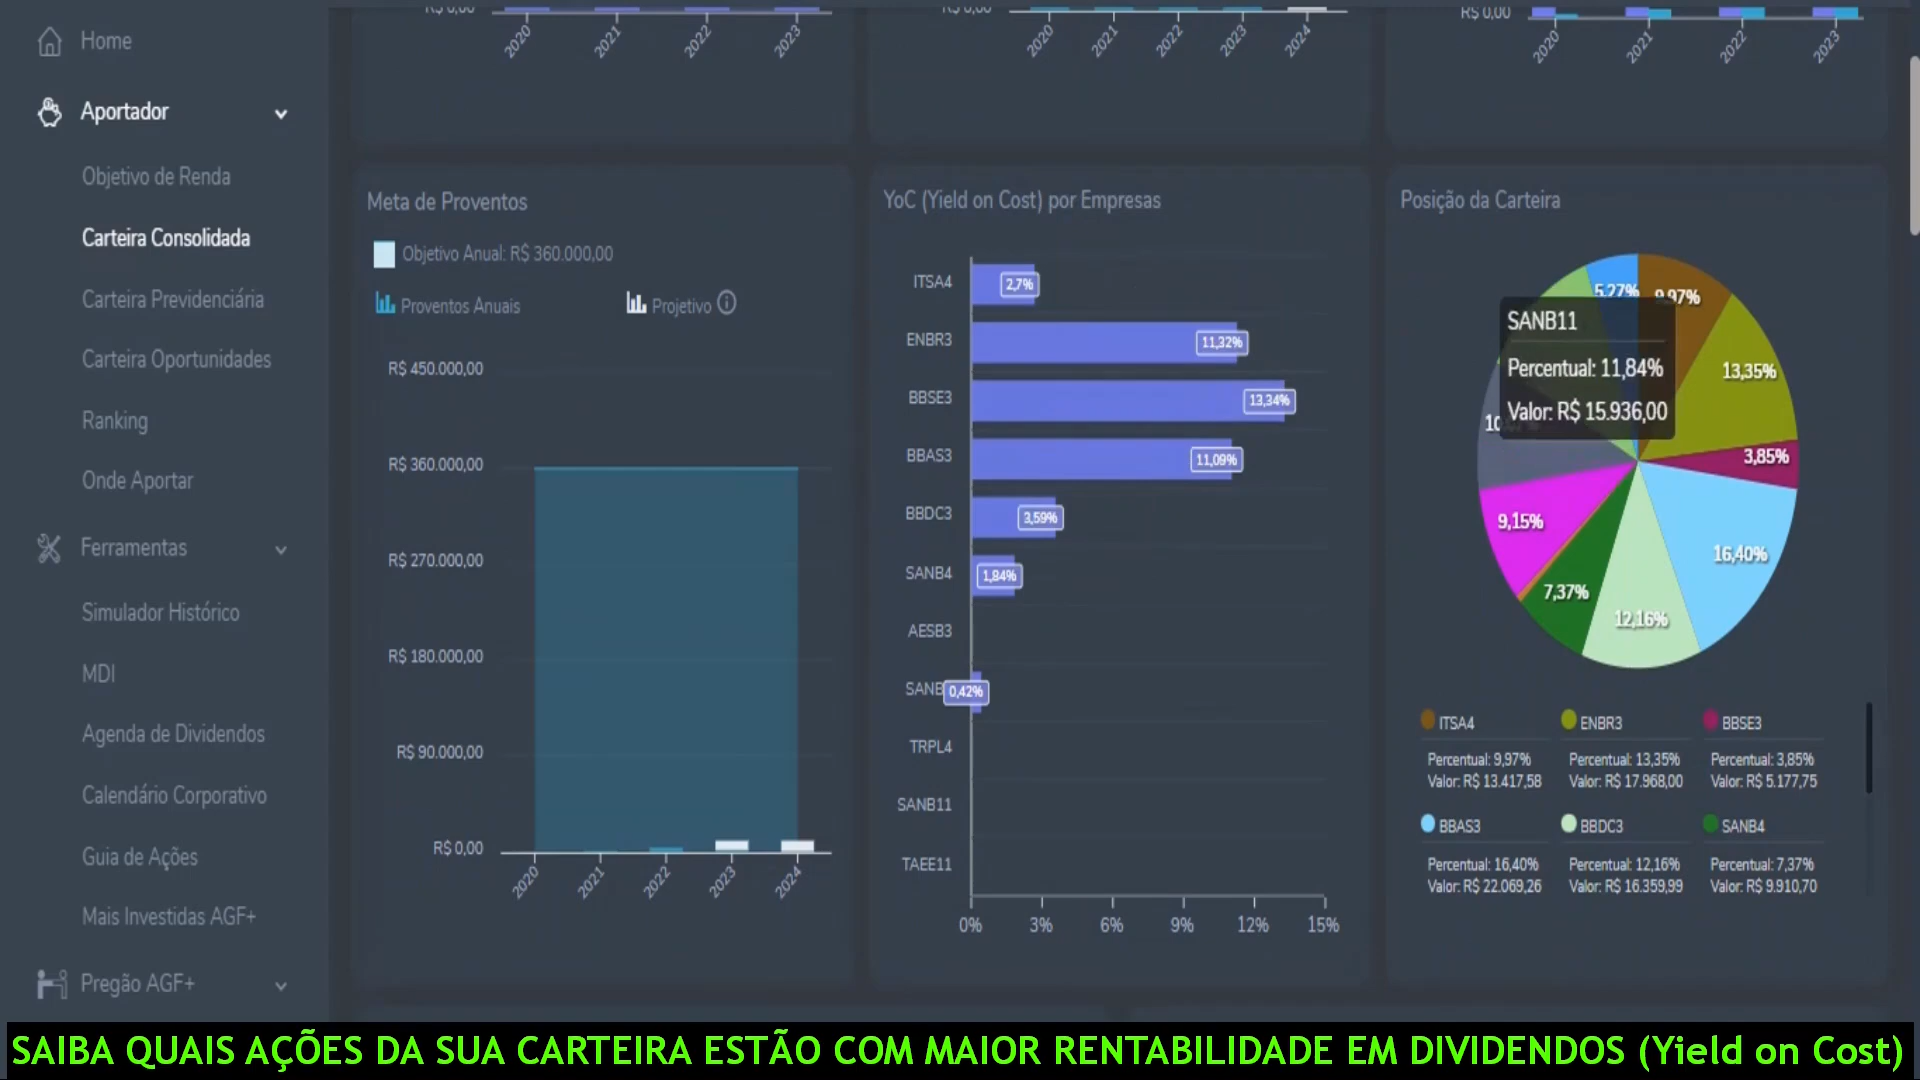 R$ 0,00
2020
2021
2022
2023
R$ 0,00
2020
2021
2022
2023
2024
R$ 0,00
2020
2021
2022
2023
Home
Aportador
Objetivo de Renda
Carteira Consolidada
Carteira Previdenciária
Carteira Oportunidades
Ranking
Onde Aportar
Ferramentas
Simulador Histórico
MDI
Agenda de Dividendos
Calendário Corporativo
Guia de Ações
Mais Investidas AGF+
Pregão AGF+
Meta de Proventos
Objetivo Anual: R$ 360.000,00
Proventos Anuais
Projetivo
R$ 450.000,00
R$ 360.000,00
R$ 270.000,00
R$ 180.000,00
R$ 90.000,00
R$ 0,00
2020
2021
2022
2023
2024
YoC (Yield on Cost) por Empresas
ITSA4 2,7%
ENBR3 11,32%
BBSE3 13,34%
BBAS3 11,09%
BBDC3 3,59%
SANB4 1,84%
AESB3
SANB 0,42%
TRPL4
SANB11
TAEE11
0% 3% 6% 9% 12% 15%
Posição da Carteira
5,27% 9,97%
SANB11
Percentual: 11,84%
Valor: R$ 15.936,00
13,35%
3,85%
16,40%
12,16%
7,37%
9,15%
ITSA4 ENBR3 BBSE3
Percentual: 9,97% Percentual: 13,35% Percentual: 3,85%
Valor: R$ 13.417,58 Valor: R$ 17.968,00 Valor: R$ 5.177,75
BBAS3 BBDC3 SANB4
Percentual: 16,40% Percentual: 12,16% Percentual: 7,37%
Valor: R$ 22.069,26 Valor: R$ 16.359,99 Valor: R$ 9.910,70
SAIBA QUAIS AÇÕES DA SUA CARTEIRA ESTÃO COM MAIOR RENTABILIDADE EM DIVIDENDOS (Yield on Cost)